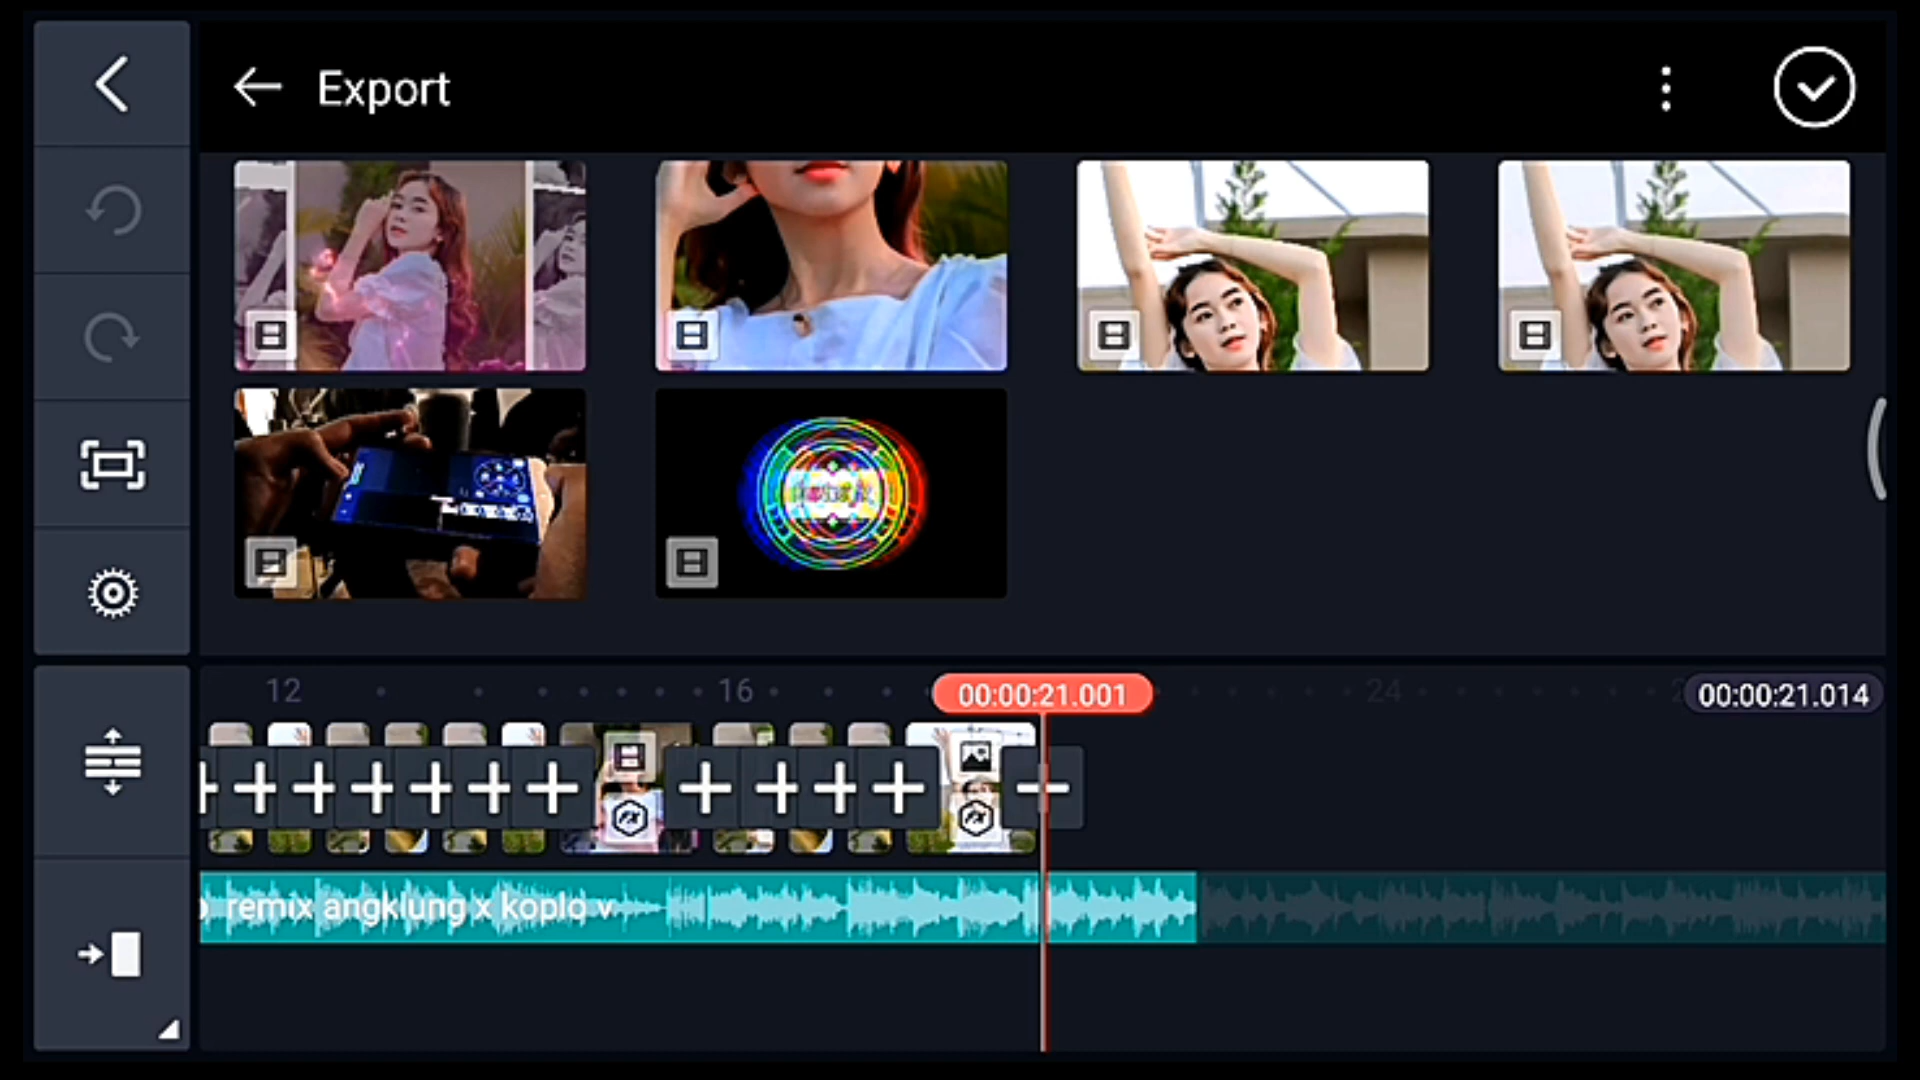 Export
12
16
00:00:21.001
24
00:00:21.014
remix angklung x koplo v